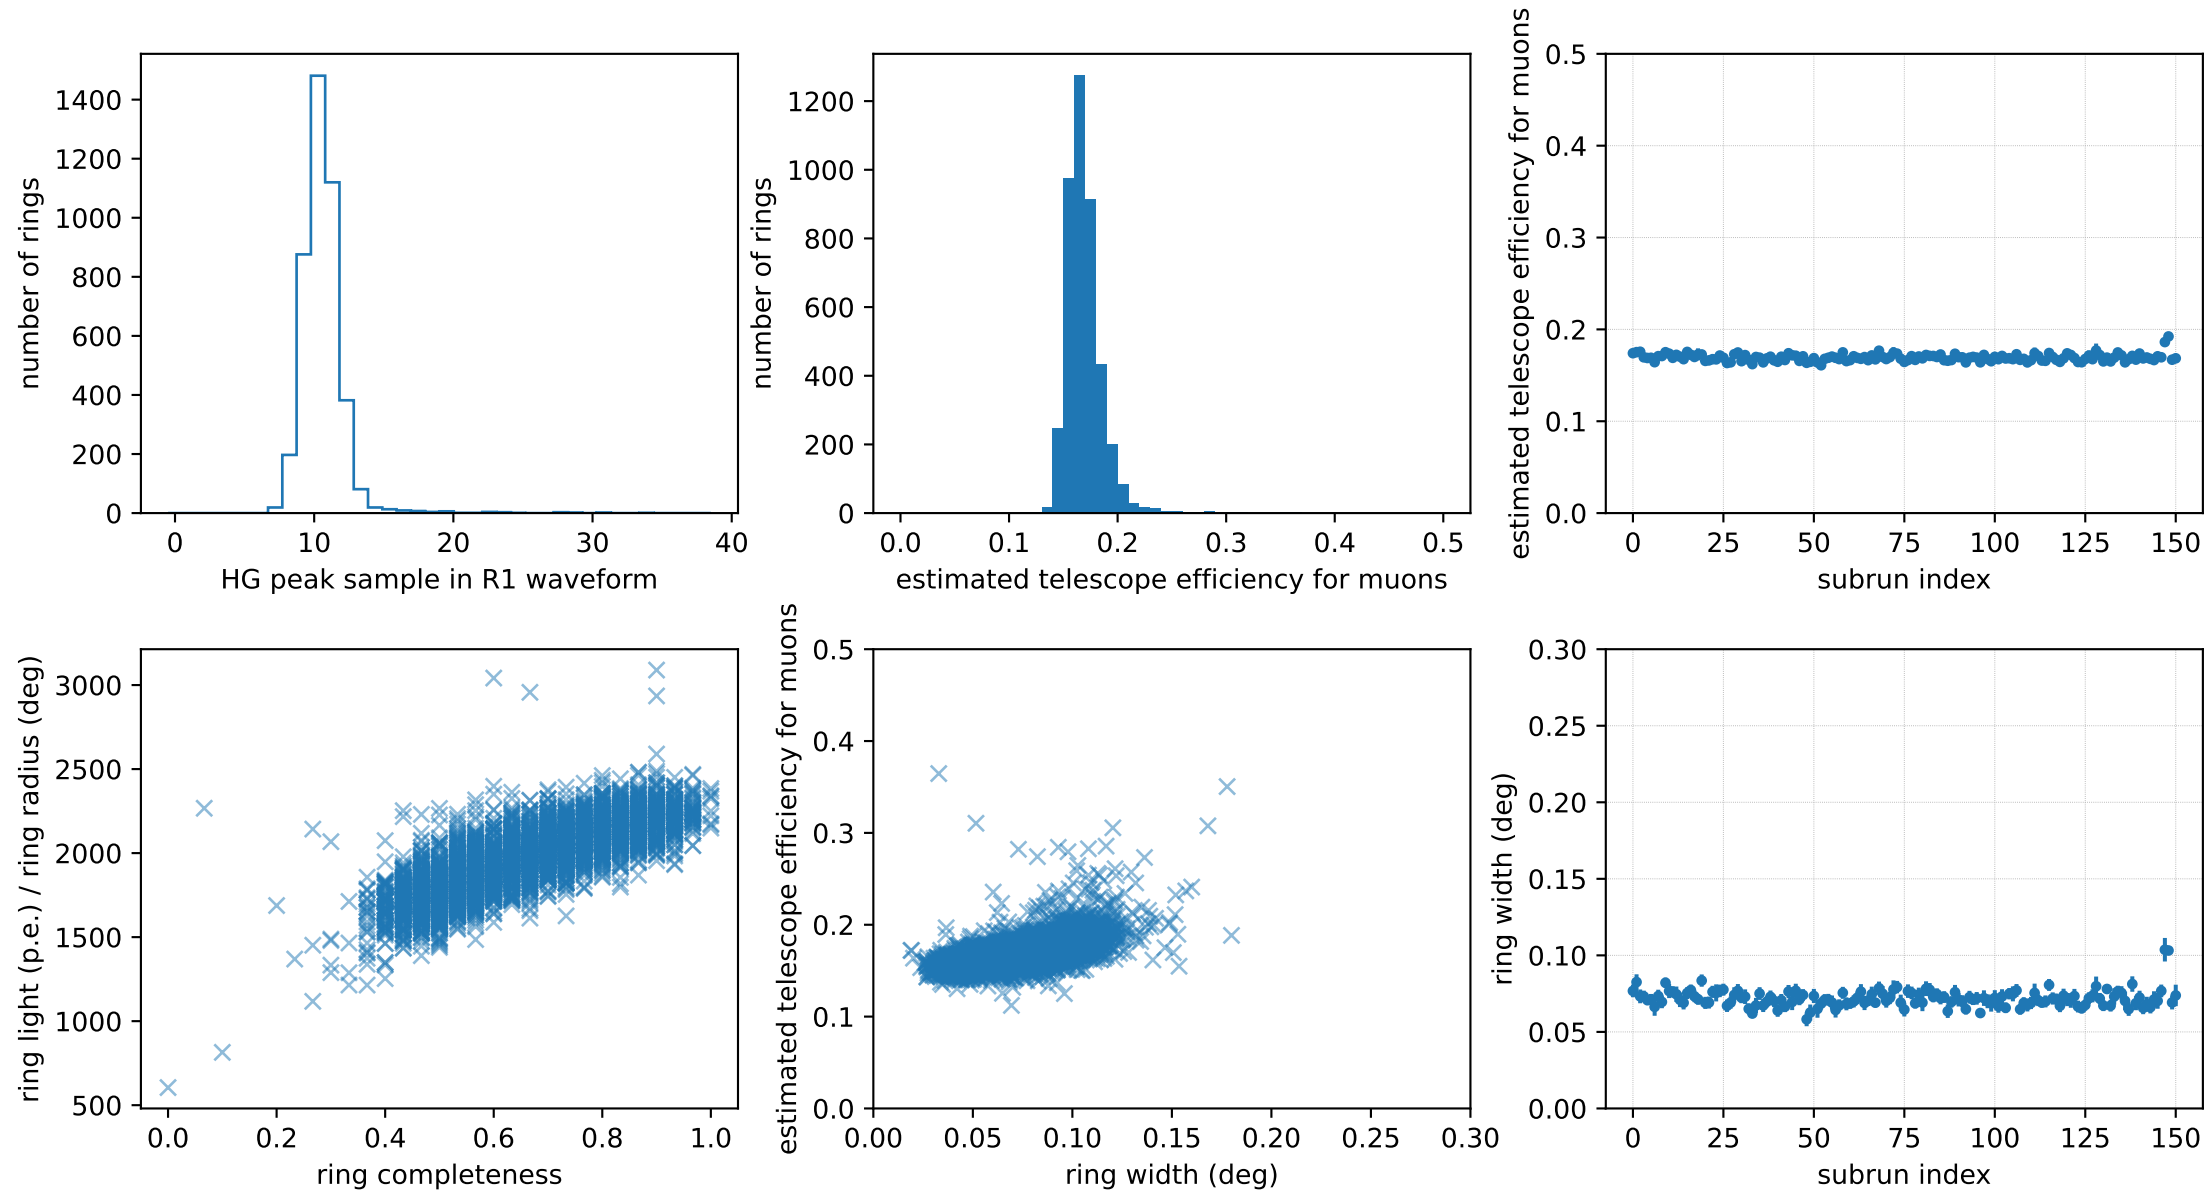 1400
1200
1000
800
600
400
200
0
number of rings
0 10 20 30 40
HG peak sample in R1 waveform
1200
1000
800
600
400
200
0
number of rings
0.0 0.1 0.2 0.3 0.4 0.5
estimated telescope efficiency for muons
0.5
0.4
0.3
0.2
0.1
0.0
estimated telescope efficiency for muons
0 25 50 75 100 125 150
subrun index
3000
2500
2000
1500
1000
500
ring light (p.e.) / ring radius (deg)
0.0 0.2 0.4 0.6 0.8 1.0
ring completeness
0.5
0.4
0.3
0.2
0.1
0.0
estimated telescope efficiency for muons
0.00 0.05 0.10 0.15 0.20 0.25 0.30
ring width (deg)
0.30
0.25
0.20
0.15
0.10
0.05
0.00
ring width (deg)
0 25 50 75 100 125 150
subrun index